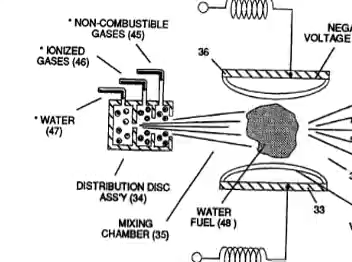 * NON-COMBUSTIBLE
GASES (45)
* IONIZED
GASES (46)
36
NEGA
VOLTAGE
* WATER
(47)
DISTRIBUTION DISC
ASS'Y (34)
MIXING
CHAMBER (35)
WATER
FUEL (48)
33